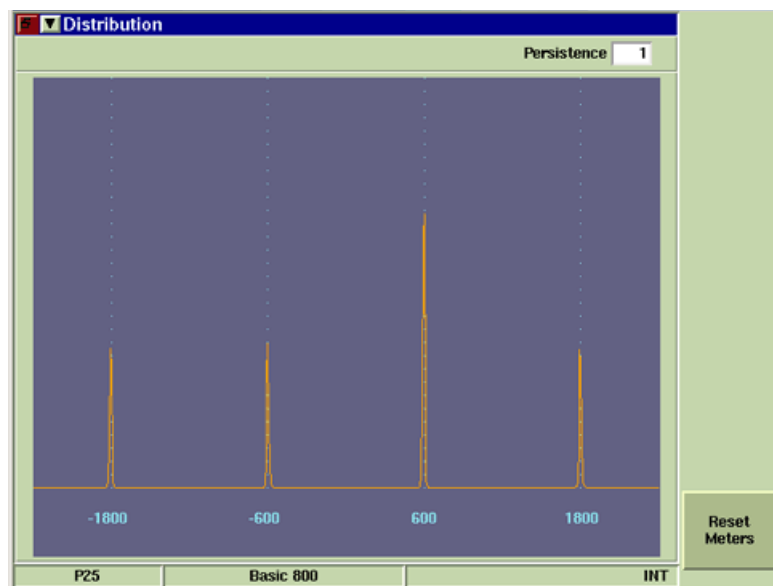 Distribution
Persistence 1
-1800 -600 600 1800
Reset
Meters
P25 Basic 800 INT